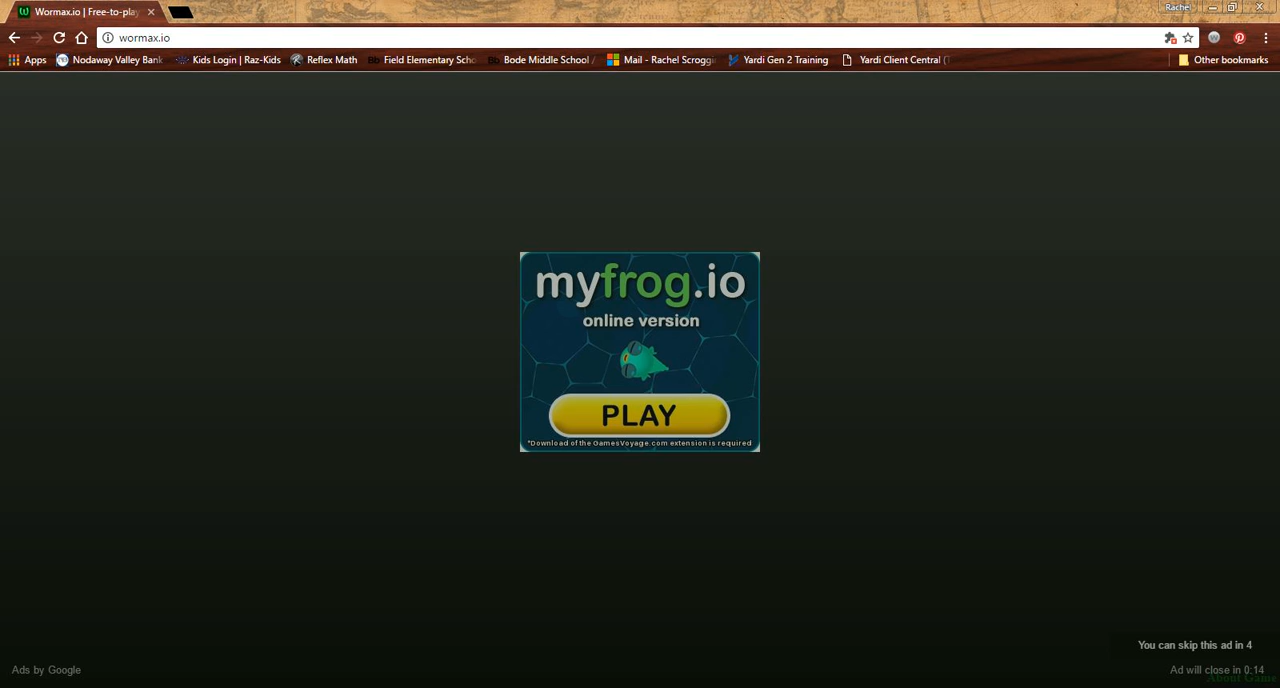 Wormax.io | Free-to-play
Rachel
wormax.io
Apps
Nodaway Valley Bank
Kids Login | Raz-Kids
Reflex Math
Field Elementary Scho
Bode Middle School /
Mail - Rachel Scroggi
Yardi Gen 2 Training
Yardi Client Central (
Other bookmarks
myfrog.io
online version
PLAY
*Download of the GamesVoyage.com extension is required
You can skip this ad in 4
Ads by Google
Ad will close in 0:14
About Game